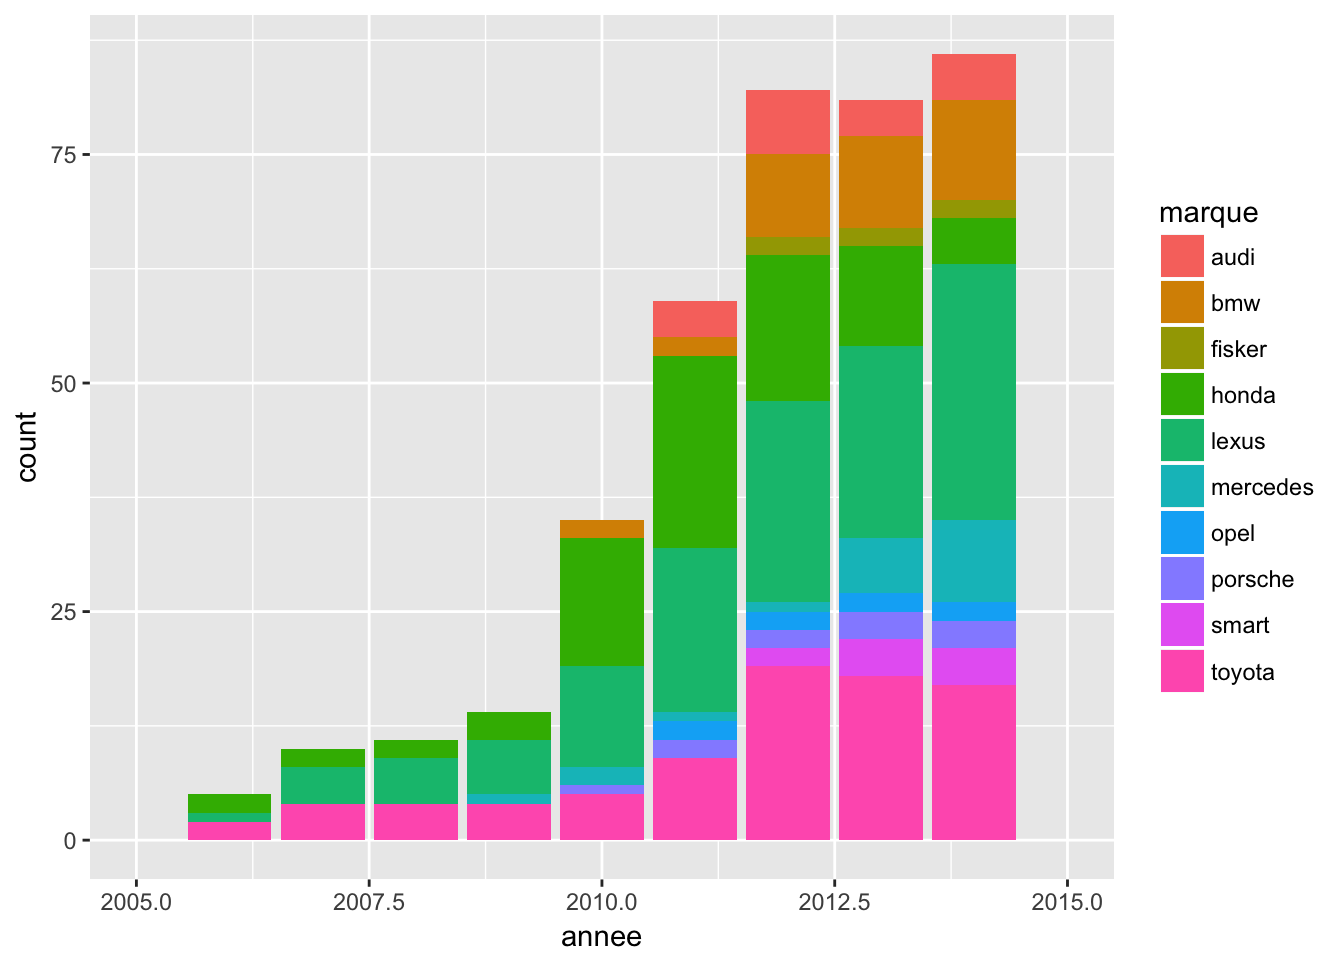 75
50
25
0
count
2005.0 2007.5 2010.0 2012.5 2015.0
annee
marque
audi
bmw
fisker
honda
lexus
mercedes
opel
porsche
smart
toyota